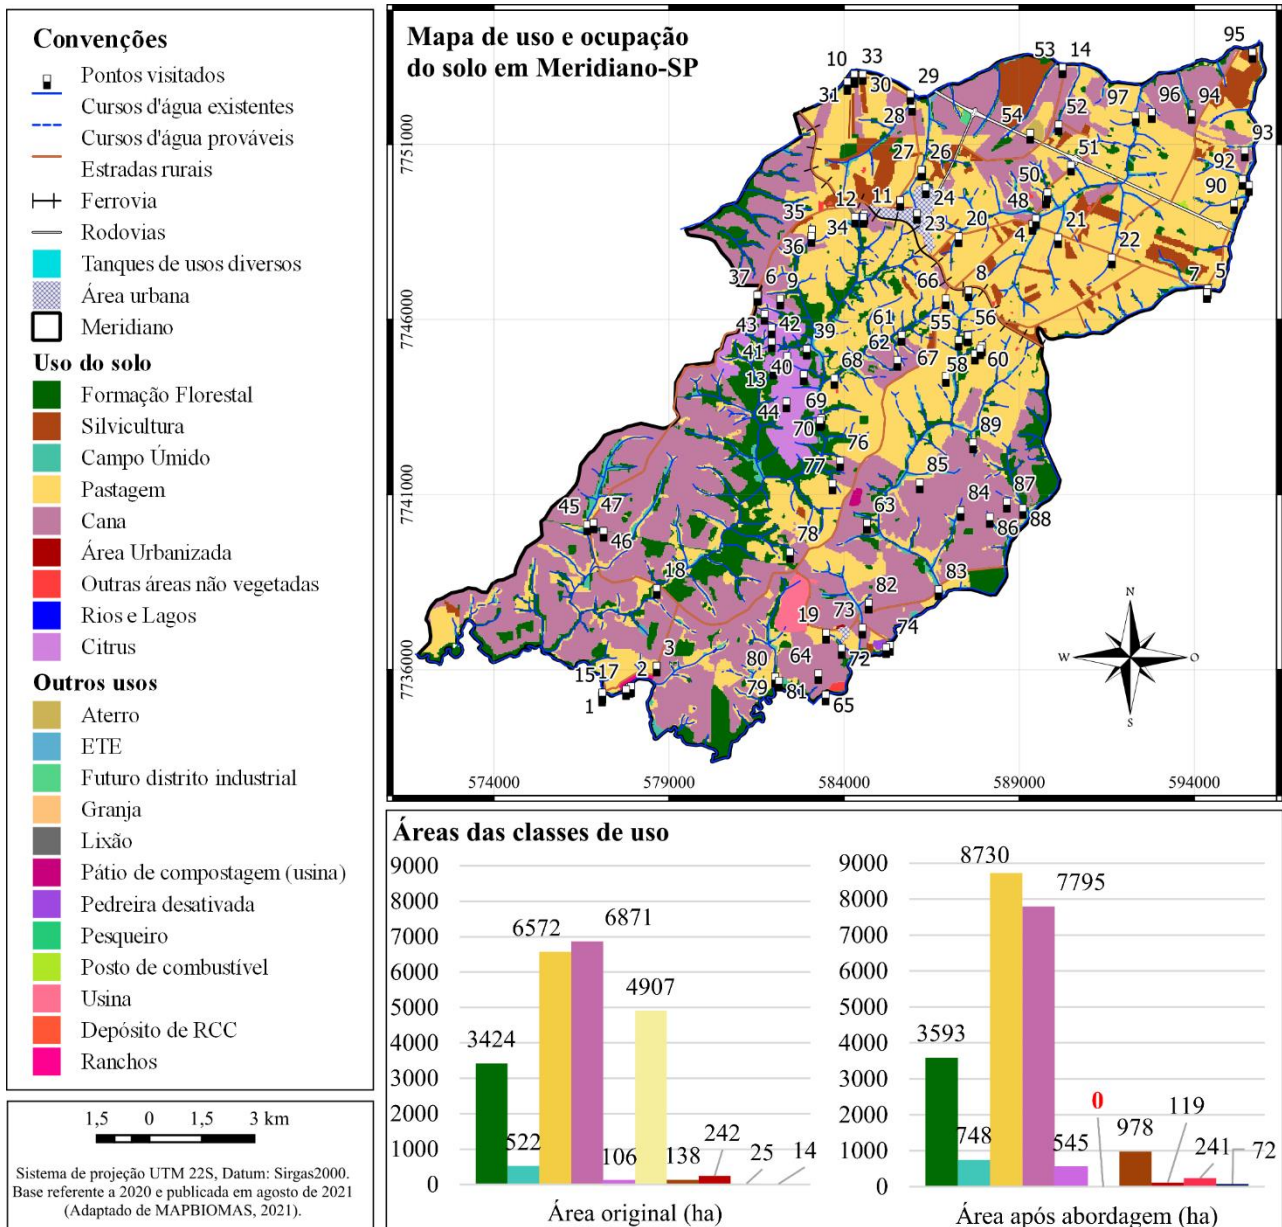 Convenções
Pontos visitados
Cursos d'água existentes
Cursos d'água prováveis
Estradas rurais
Ferrovia
Rodovias
Tanques de usos diversos
Área urbana
Meridiano
Uso do solo
Formação Florestal
Silvicultura
Campo Úmido
Pastagem
Cana
Área Urbanizada
Outras áreas não vegetadas
Rios e Lagos
Citrus
Outros usos
Aterro
ETE
Futuro distrito industrial
Granja
Lixão
Pátio de compostagem (usina)
Pedreira desativada
Pesqueiro
Posto de combustível
Usina
Depósito de RCC
Ranchos
1,5 0 1,5 3 km
Sistema de projeção UTM 22S, Datum: Sirgas2000.
Base referente a 2020 e publicada em agosto de 2021
(Adaptado de MAPBIOMAS, 2021).
Mapa de uso e ocupação
do solo em Meridiano-SP
95
10 33 53 14
31 30 29 97 96 94
28 54 52
7751000
27 26 51 93
92
12 11 24 50 90
35 48
34 23 20 4 21 22
36
37 6 9 66 8 7 5
7746000
43 42 39 61 55 56
41 62 67 60
40 68 58
13
44 69
70 76 89
77 85 87
7741000
45 47 63 84
46 86 88
78
18 82 83
19 73
74
3 80 64 72
7736000
15 17 2
79 81
1 65
N
W O
S
574000 579000 584000 589000 594000
Áreas das classes de uso
9000
8000
7000
6000
5000
4000
3000
2000
1000
0
3424
522
6572
6871
106
4907
138
242
25
14
Área original (ha)
9000
8000
7000
6000
5000
4000
3000
2000
1000
0
3593
748
8730
7795
545
0
978
119
241
72
Área após abordagem (ha)